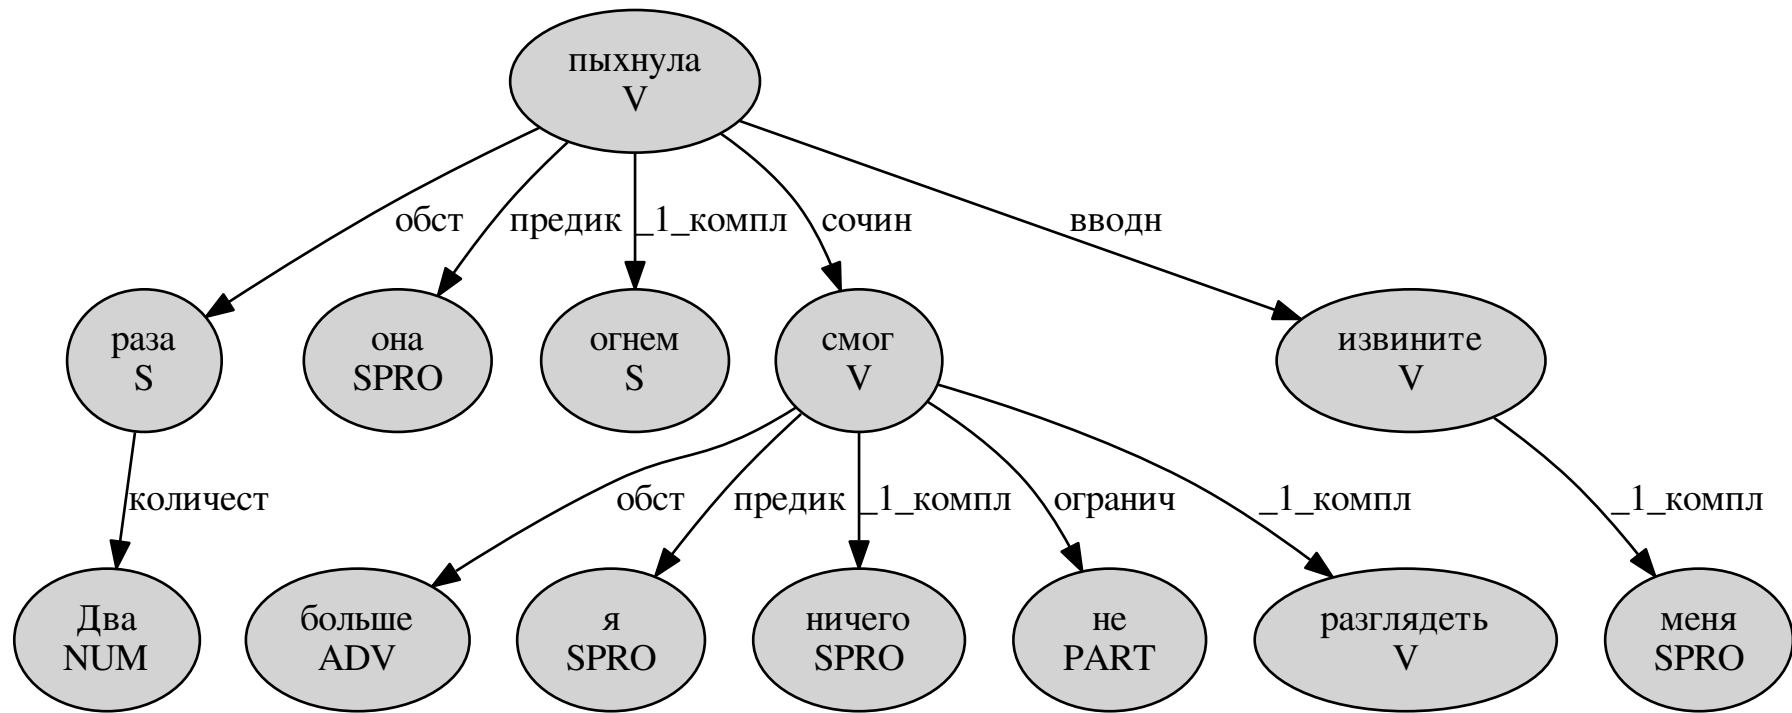 пыхнула
V
обст
предик
_1_компл
сочин
вводн
раза
S
она
SPRO
огнем
S
смог
V
извините
V
количест
обст
предик
_1_компл
огранич
_1_компл
_1_компл
Два
NUM
больше
ADV
я
SPRO
ничего
SPRO
не
PART
разглядеть
V
меня
SPRO